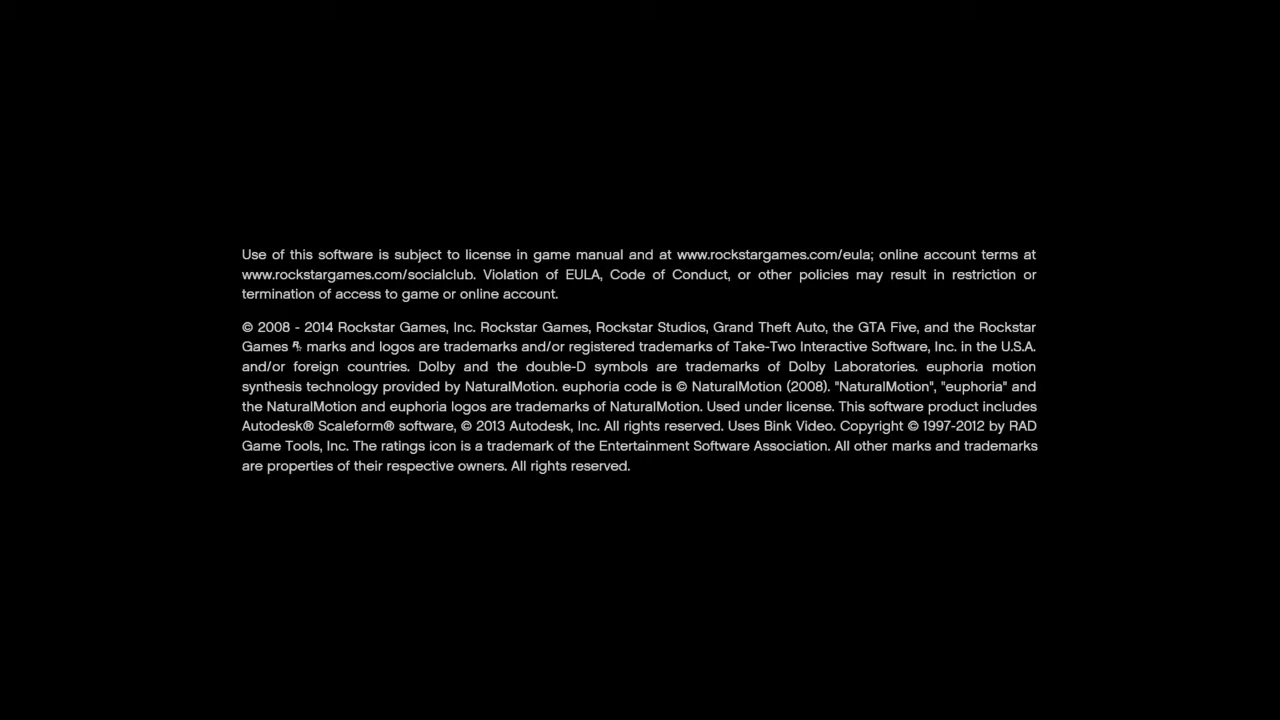 Use of this software is subject to license in game manual and at www.rockstargames.com/eula; online account terms at
www.rockstargames.com/socialclub. Violation of EULA, Code of Conduct, or other policies may result in restriction or
termination of access to game or online account.
© 2008 - 2014 Rockstar Games, Inc. Rockstar Games, Rockstar Studios, Grand Theft Auto, the GTA Five, and the Rockstar
Games R* marks and logos are trademarks and/or registered trademarks of Take-Two Interactive Software, Inc. in the U.S.A.
and/or foreign countries. Dolby and the double-D symbols are trademarks of Dolby Laboratories. euphoria motion
synthesis technology provided by NaturalMotion. euphoria code is © NaturalMotion (2008). "NaturalMotion", "euphoria" and
the NaturalMotion and euphoria logos are trademarks of NaturalMotion. Used under license. This software product includes
Autodesk® Scaleform® software, © 2013 Autodesk, Inc. All rights reserved. Uses Bink Video. Copyright © 1997-2012 by RAD
Game Tools, Inc. The ratings icon is a trademark of the Entertainment Software Association. All other marks and trademarks
are properties of their respective owners. All rights reserved.